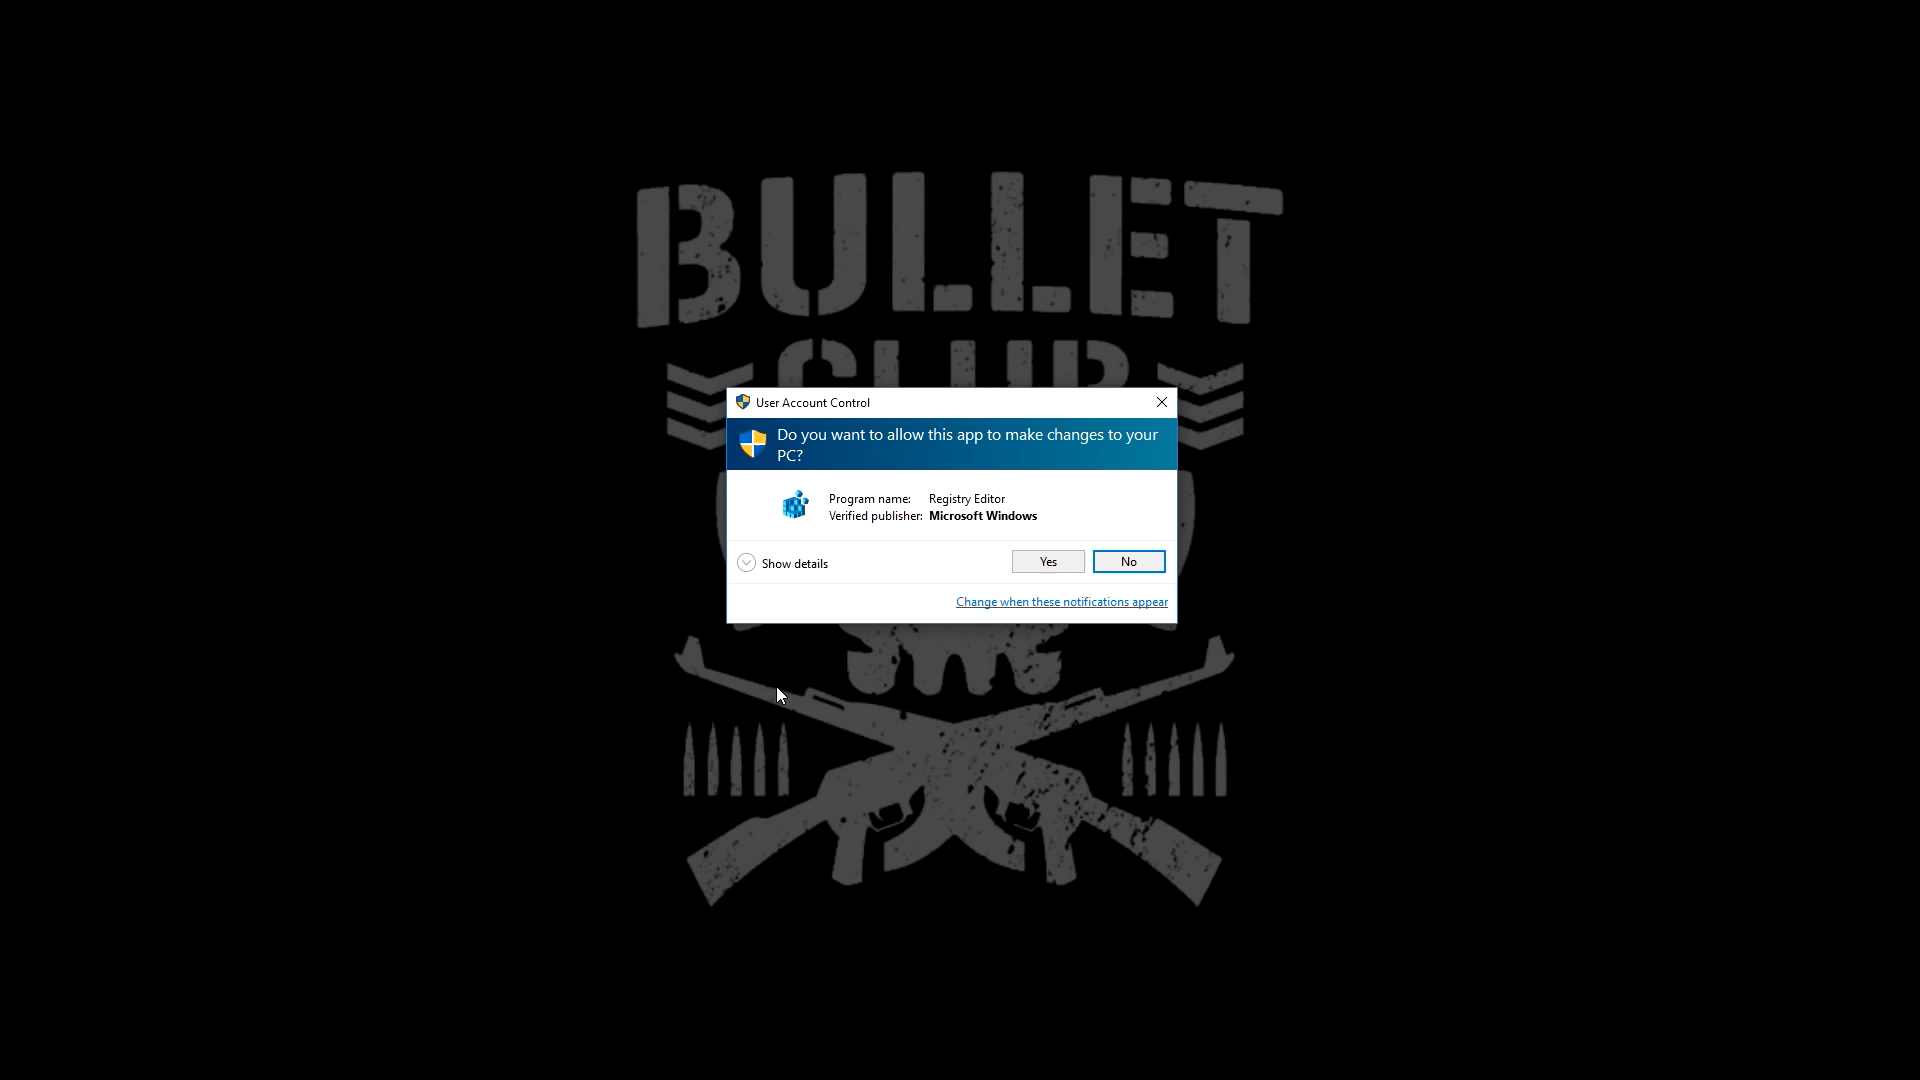 BULLET
CLUB
User Account Control
Do you want to allow this app to make changes to your
PC?
Program name: Registry Editor
Verified publisher: Microsoft Windows
Show details
Yes
No
Change when these notifications appear